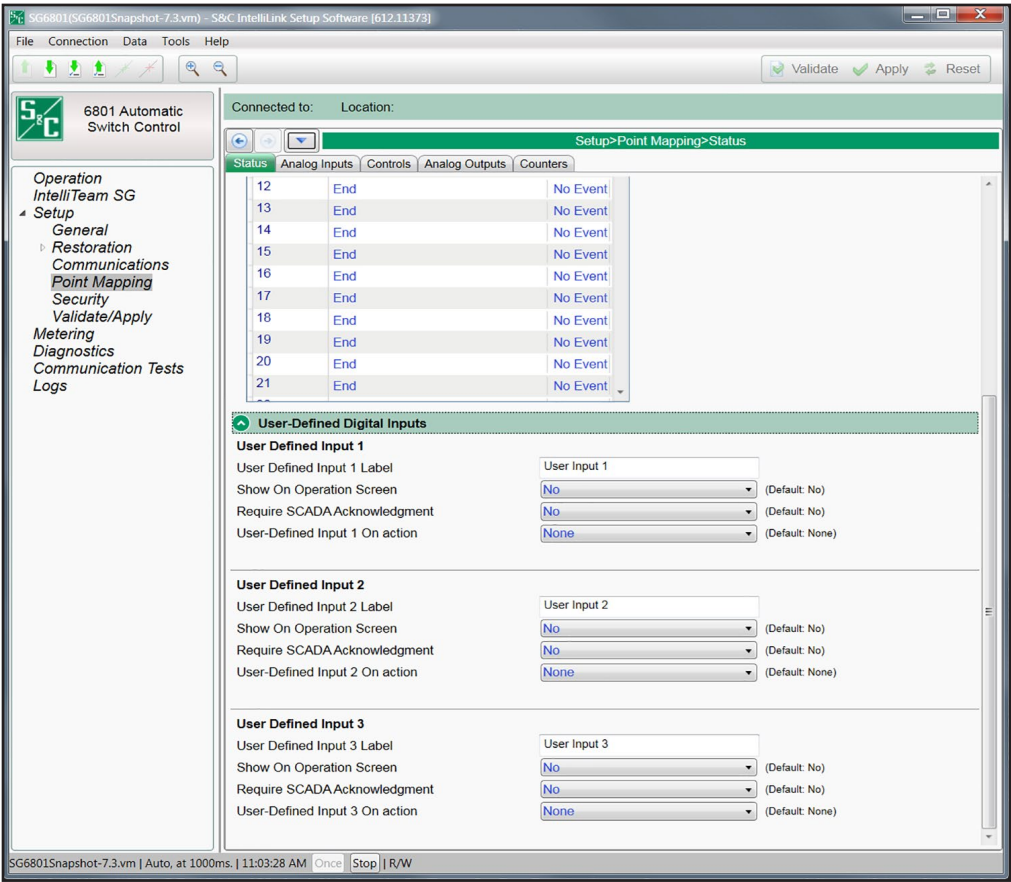 SG6801(SG6801Snapshot-7.3.vm) - S&C IntelliLink Setup Software [612.11373]
File Connection Data Tools Help
Validate Apply Reset
S&C
6801 Automatic
Switch Control
Operation
IntelliTeam SG
Setup
General
Restoration
Communications
Point Mapping
Security
Validate/Apply
Metering
Diagnostics
Communication Tests
Logs
Connected to: Location:
Setup>Point Mapping>Status
Status Analog Inputs Controls Analog Outputs Counters
12 End No Event
13 End No Event
14 End No Event
15 End No Event
16 End No Event
17 End No Event
18 End No Event
19 End No Event
20 End No Event
21 End No Event
User-Defined Digital Inputs
User Defined Input 1
User Defined Input 1 Label User Input 1
Show On Operation Screen No (Default: No)
Require SCADA Acknowledgment No (Default: No)
User-Defined Input 1 On action None (Default: None)
User Defined Input 2
User Defined Input 2 Label User Input 2
Show On Operation Screen No (Default: No)
Require SCADA Acknowledgment No (Default: No)
User-Defined Input 2 On action None (Default: None)
User Defined Input 3
User Defined Input 3 Label User Input 3
Show On Operation Screen No (Default: No)
Require SCADA Acknowledgment No (Default: No)
User-Defined Input 3 On action None (Default: None)
SG6801Snapshot-7.3.vm | Auto, at 1000ms. | 11:03:28 AM Once Stop | R/W